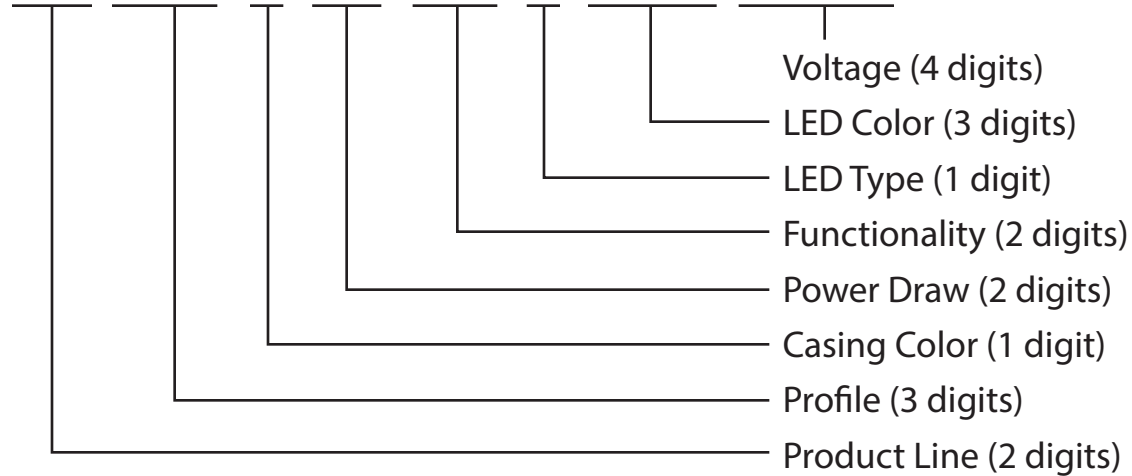 Voltage (4 digits)
LED Color (3 digits)
LED Type (1 digit)
Functionality (2 digits)
Power Draw (2 digits)
Casing Color (1 digit)
Profile (3 digits)
Product Line (2 digits)